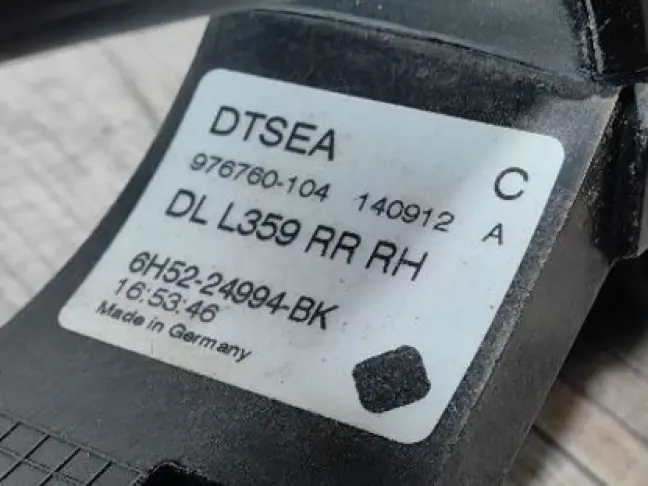 DTSEA C
976760-104 140912 A
DL L359 RR RH
6H52-24994-BK
16:53:46
Made in Germany